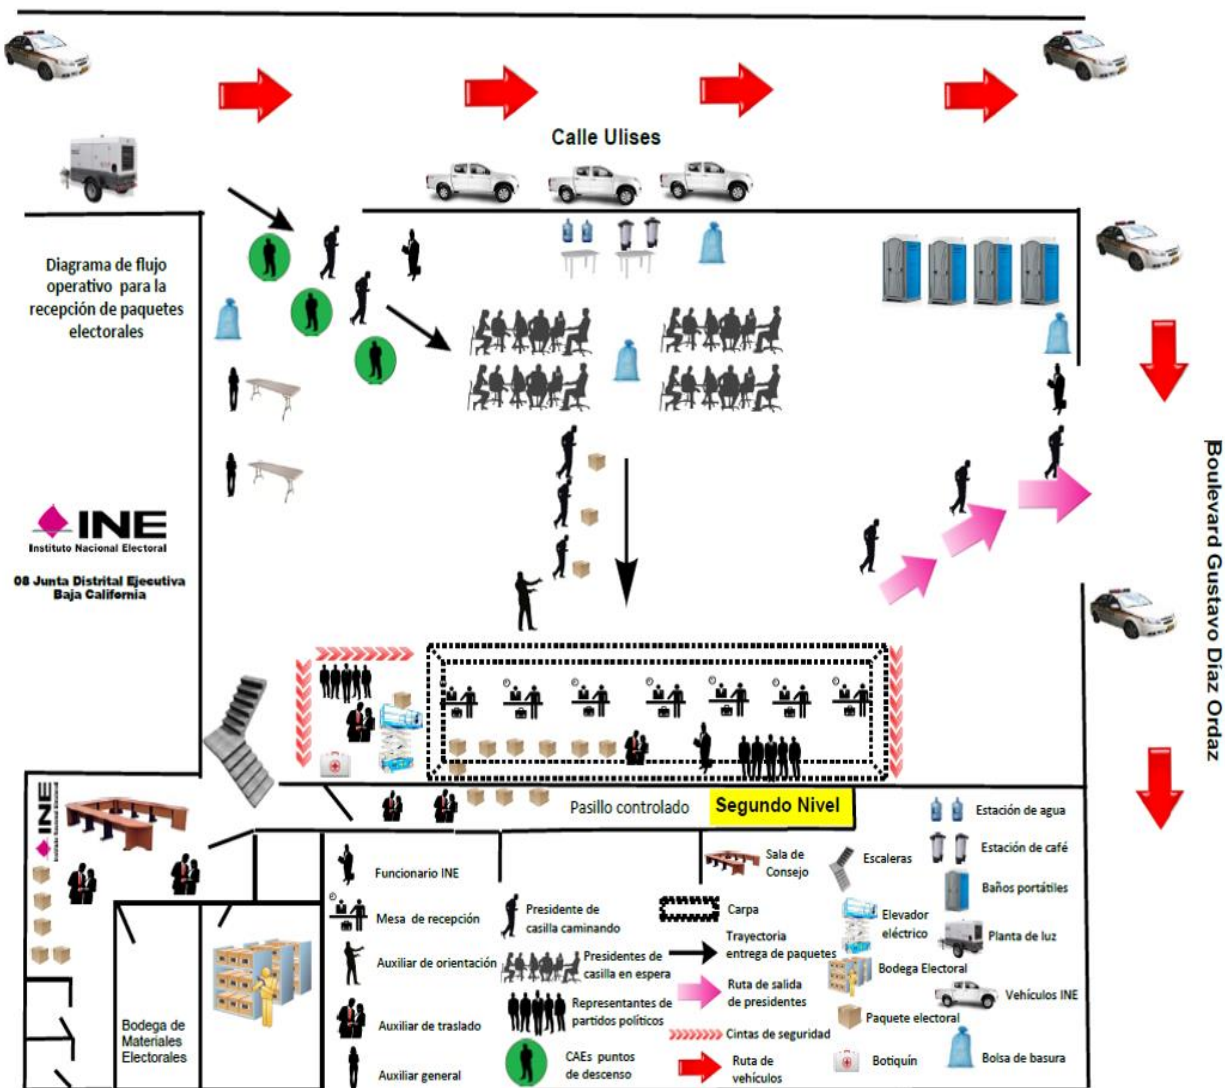 Calle Ulises
Diagrama de flujo
operativo para la
recepción de paquetes
electorales
INE
Instituto Nacional Electoral
08 Junta Distrital Ejecutiva
Baja California
Boulevard Gustavo Díaz Ordaz
Pasillo controlado
Segundo Nivel
INE
Instituto Nacional Electoral
Bodega de
Materiales
Electorales
Funcionario INE
Mesa de recepción
Auxiliar de orientación
Auxiliar de traslado
Auxiliar general
Presidente de
casilla caminando
Presidentes de
casilla en espera
Representantes de
partidos políticos
CAEs puntos
de descenso
Sala de
Consejo
Carpa
Trayectoria
entrega de paquetes
Ruta de salida
de presidentes
Cintas de seguridad
Ruta de
vehículos
Escaleras
Elevador
eléctrico
Bodega Electoral
Paquete electoral
Botiquín
Estación de agua
Estación de café
Baños portátiles
Planta de luz
Vehículos INE
Bolsa de basura